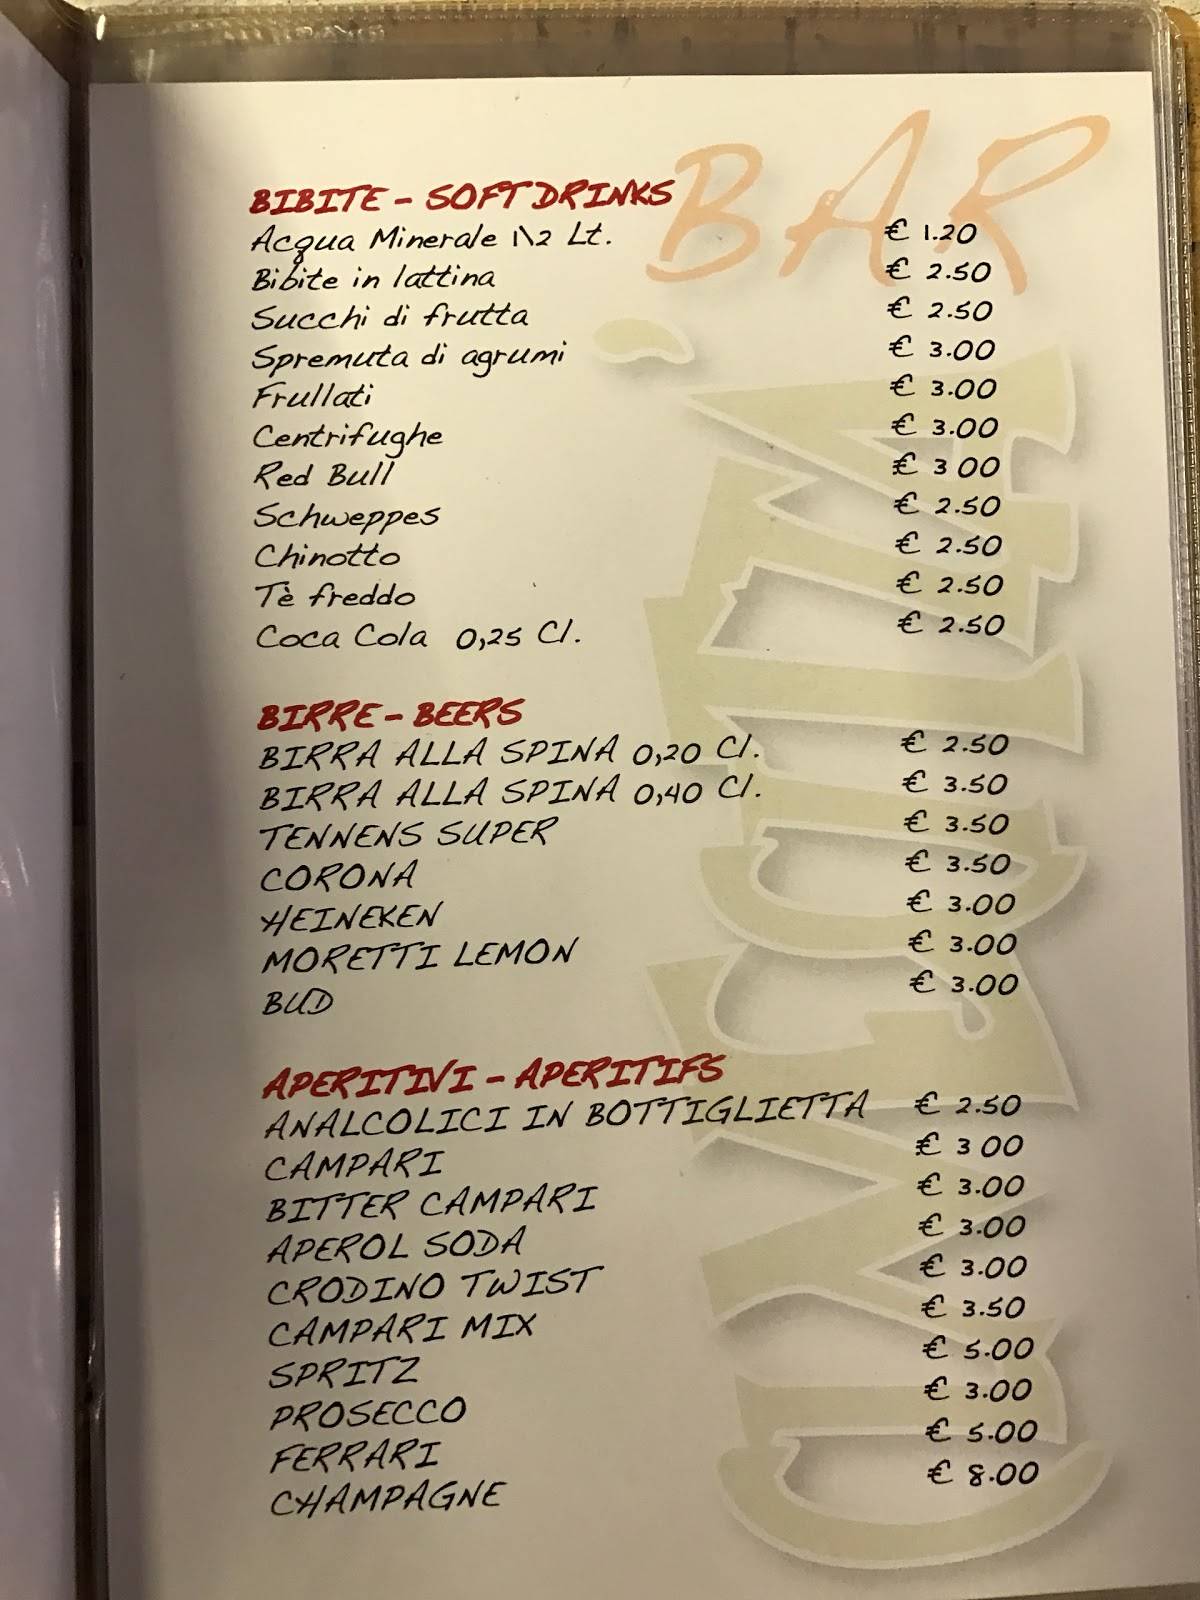 BAR
BIBITE - SOFT DRINKS
Acqua Minerale 1\2 Lt. € 1.20
Bibite in lattina € 2.50
Succhi di frutta € 2.50
Spremuta di agrumi € 3.00
Frullati € 3.00
Centrifughe € 3.00
Red Bull € 3 00
Schweppes € 2.50
Chinotto € 2.50
Tè freddo € 2.50
Coca Cola 0,25 Cl. € 2.50
BIRRE - BEERS
BIRRA ALLA SPINA 0,20 Cl. € 2.50
BIRRA ALLA SPINA 0,40 Cl. € 3.50
TENNENS SUPER € 3.50
CORONA € 3.50
HEINEKEN € 3.00
MORETTI LEMON € 3.00
BUD € 3.00
APERITIVI - APERITIFS
ANALCOLICI IN BOTTIGLIETTA € 2.50
CAMPARI € 3 00
BITTER CAMPARI € 3.00
APEROL SODA € 3.00
CRODINO TWIST € 3.00
CAMPARI MIX € 3.50
SPRITZ € 5.00
PROSECCO € 3.00
FERRARI € 5.00
CHAMPAGNE € 8.00